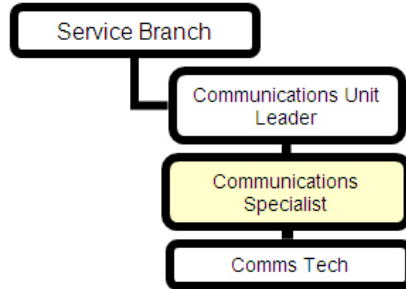 Service Branch
Communications Unit
Leader
Communications
Specialist
Comms Tech